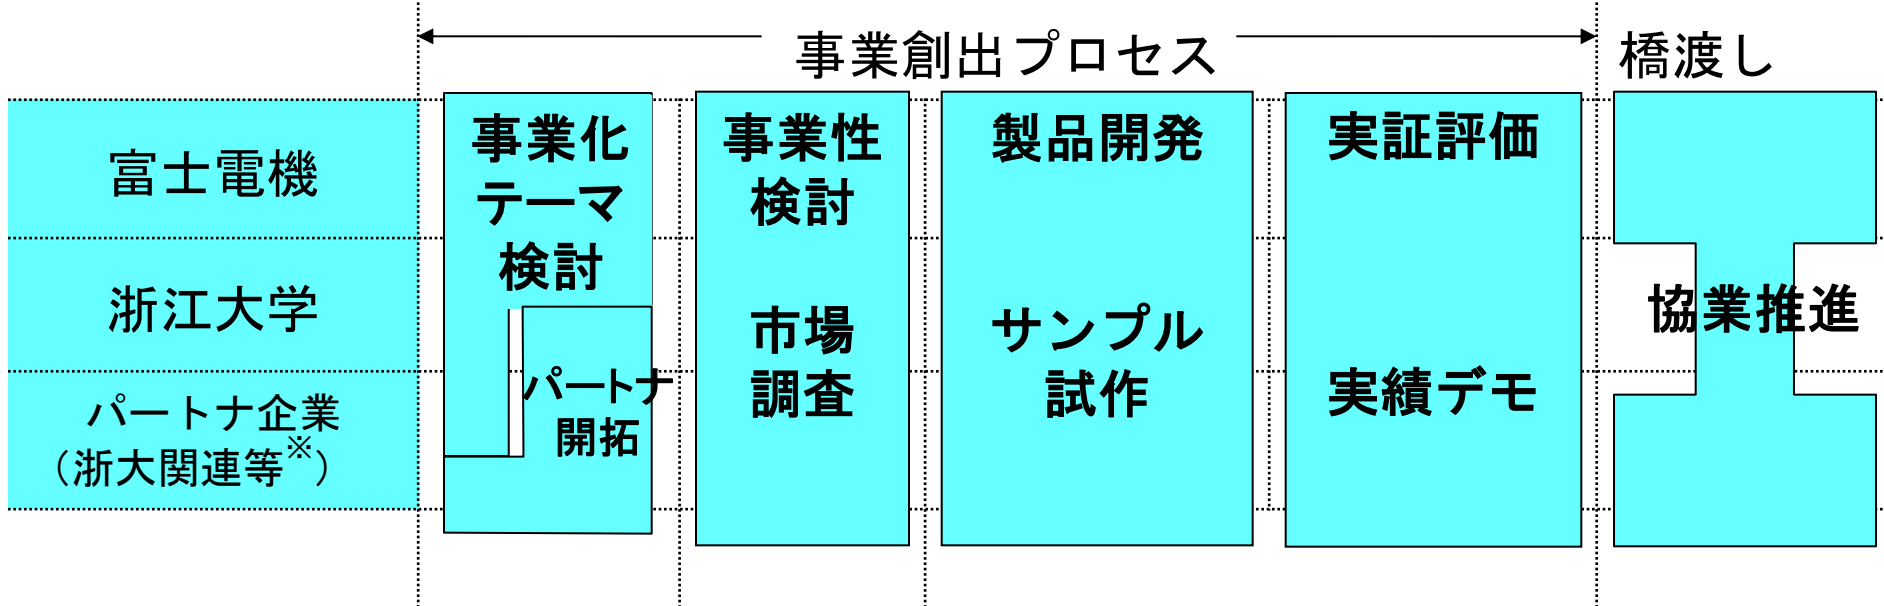 事業創出プロセス
橋渡し
富士電機
浙江大学
パートナ企業
（浙大関連等※）
事業化
テーマ
検討
パートナ
開拓
事業性
検討
市場
調査
製品開発
サンプル
試作
実証評価
実績デモ
協業推進